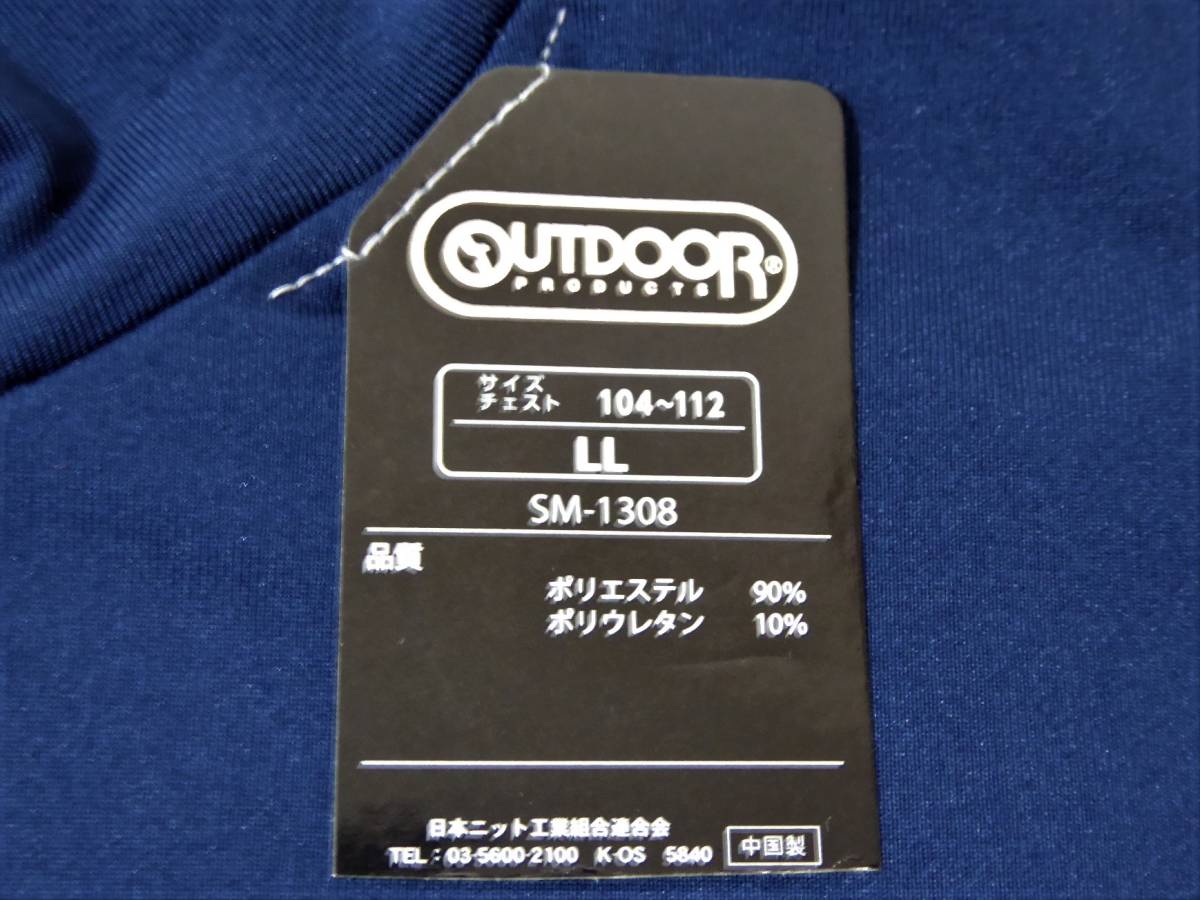 OUTDOOR®
PRODUCTS
サイズ
チェスト 104~112
LL
SM-1308
品質
ポリエステル 90%
ポリウレタン 10%
日本ニット工業組合連合会
TEL：03-5600-2100 K-OS 5840
中国製